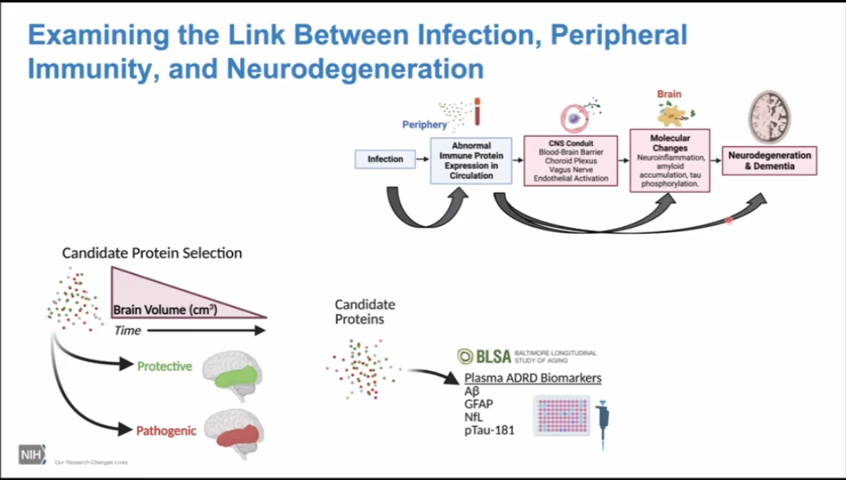 Examining the Link Between Infection, Peripheral
Immunity, and Neurodegeneration
Brain
Periphery
Infection
Abnormal
Immune Protein
Expression in
Circulation
CNS Conduit
Blood-Brain Barrier
Choroid Plexus
Vagus Nerve
Endothelial Activation
Molecular
Changes
Neuroinflammation,
amyloid
accumulation, tau
phosphorylation.
Neurodegeneration
& Dementia
Candidate Protein Selection
Brain Volume (cm³)
Time
Protective
Pathogenic
Candidate
Proteins
BLSA BALTIMORE LONGITUDINAL
STUDY OF AGING
Plasma ADRD Biomarkers
Aβ
GFAP
NfL
pTau-181
NIH
Our Research Changes Lives